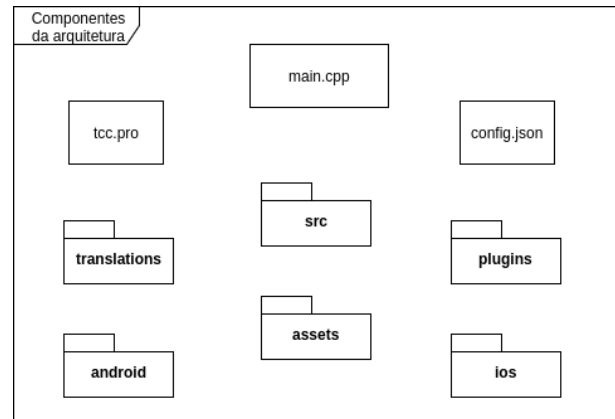 Componentes
da arquitetura
main.cpp
tcc.pro
config.json
src
translations
plugins
assets
android
ios